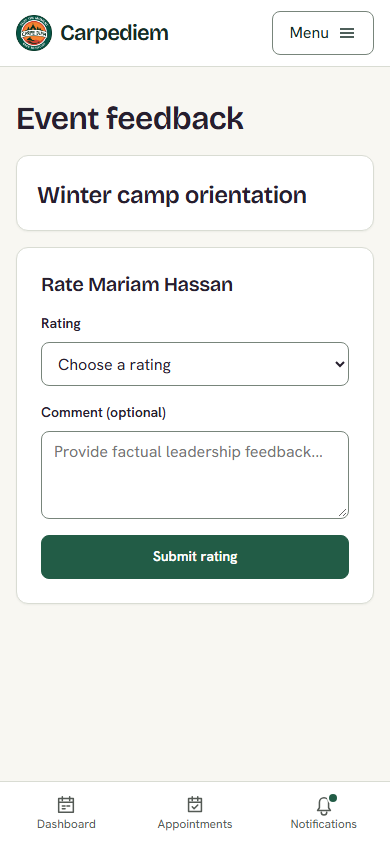 Carpediem
Menu
Event feedback
Winter camp orientation
Rate Mariam Hassan
Rating
Choose a rating
Comment (optional)
Provide factual leadership feedback...
Submit rating
Dashboard
Appointments
Notifications